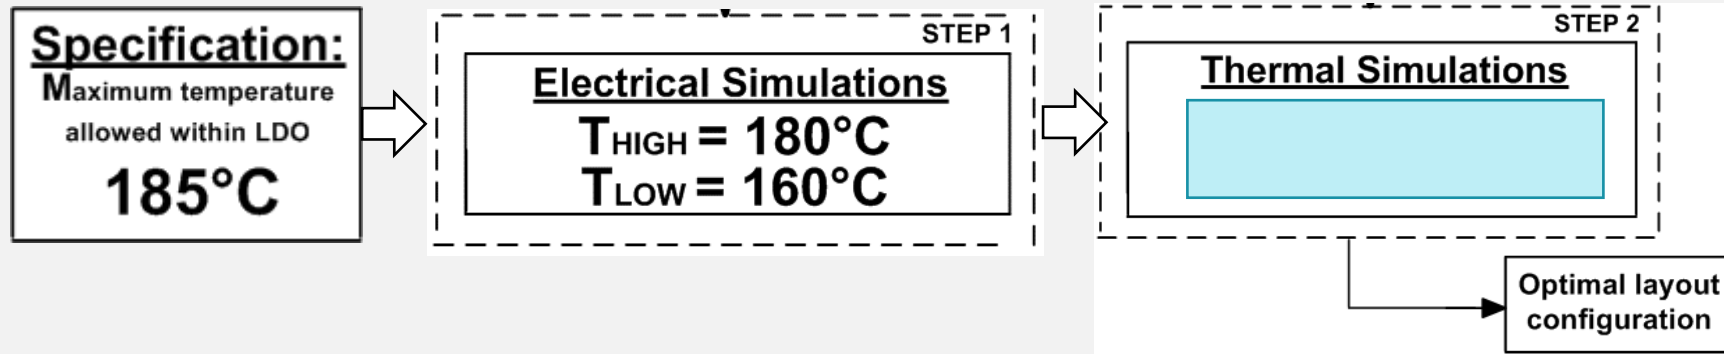 Specification:
Maximum temperature
allowed within LDO
185°C
STEP 1
Electrical Simulations
THIGH = 180°C
TLOW = 160°C
STEP 2
Thermal Simulations
Optimal layout
configuration